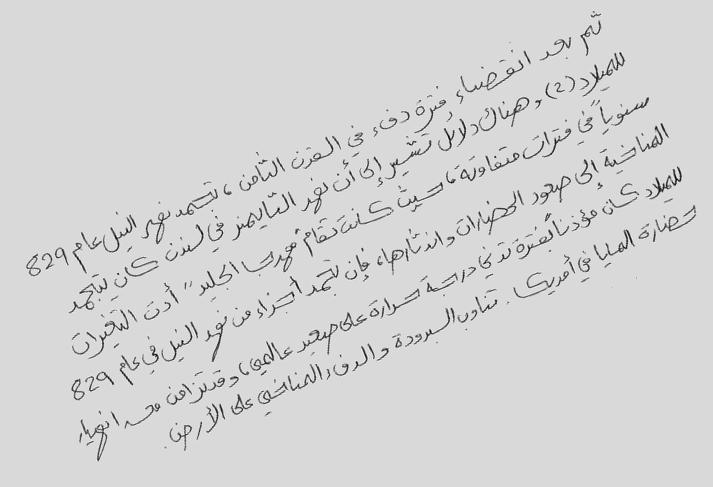 ثم بعد انقضاء فترة دفء في القرن الثامن، تجمد نهر النيل عام 829
للميلاد (2) وهناك دلائل تشير إلى أن نهر التايمز في لندن كان يتجمد
سنوياً في فترات متفاوتة، حيث كانت تقام "مهرجا الجليد" أدت التغيرات
المناخية إلى صعود الحضارات واندثارها، فإن تجمد أجزاء من نهر النيل في عام 829
للميلاد كان مؤذناً لفترة تدني درجة حرارة على صعيد عالمي، وقد تزامن مع انهيار
حضارة المايا في أمريكا. تناوب البرودة والدفء المناخي على الأرض.